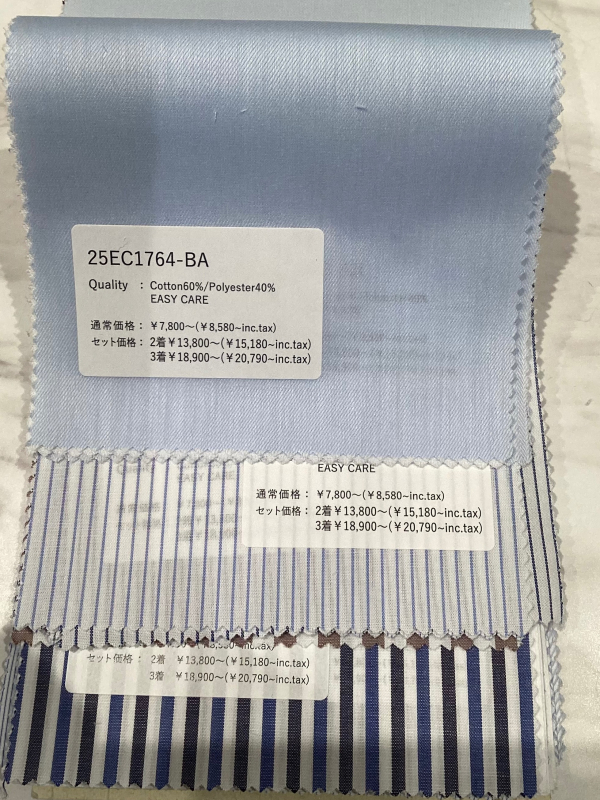 25EC1764-BA
Quality : Cotton60%/Polyester40%
EASY CARE
通常価格： ￥7,800～(￥8,580~inc.tax)
セット価格： 2着￥13,800～(￥15,180~inc.tax)
3着￥18,900～(￥20,790~inc.tax)
EASY CARE
通常価格： ￥7,800～(￥8,580~inc.tax)
セット価格： 2着￥13,800～(￥15,180~inc.tax)
3着￥18,900～(￥20,790~inc.tax)
セット価格： 2着 ￥13,800～(￥15,180~inc.tax)
3着 ￥18,900～(￥20,790~inc.tax)